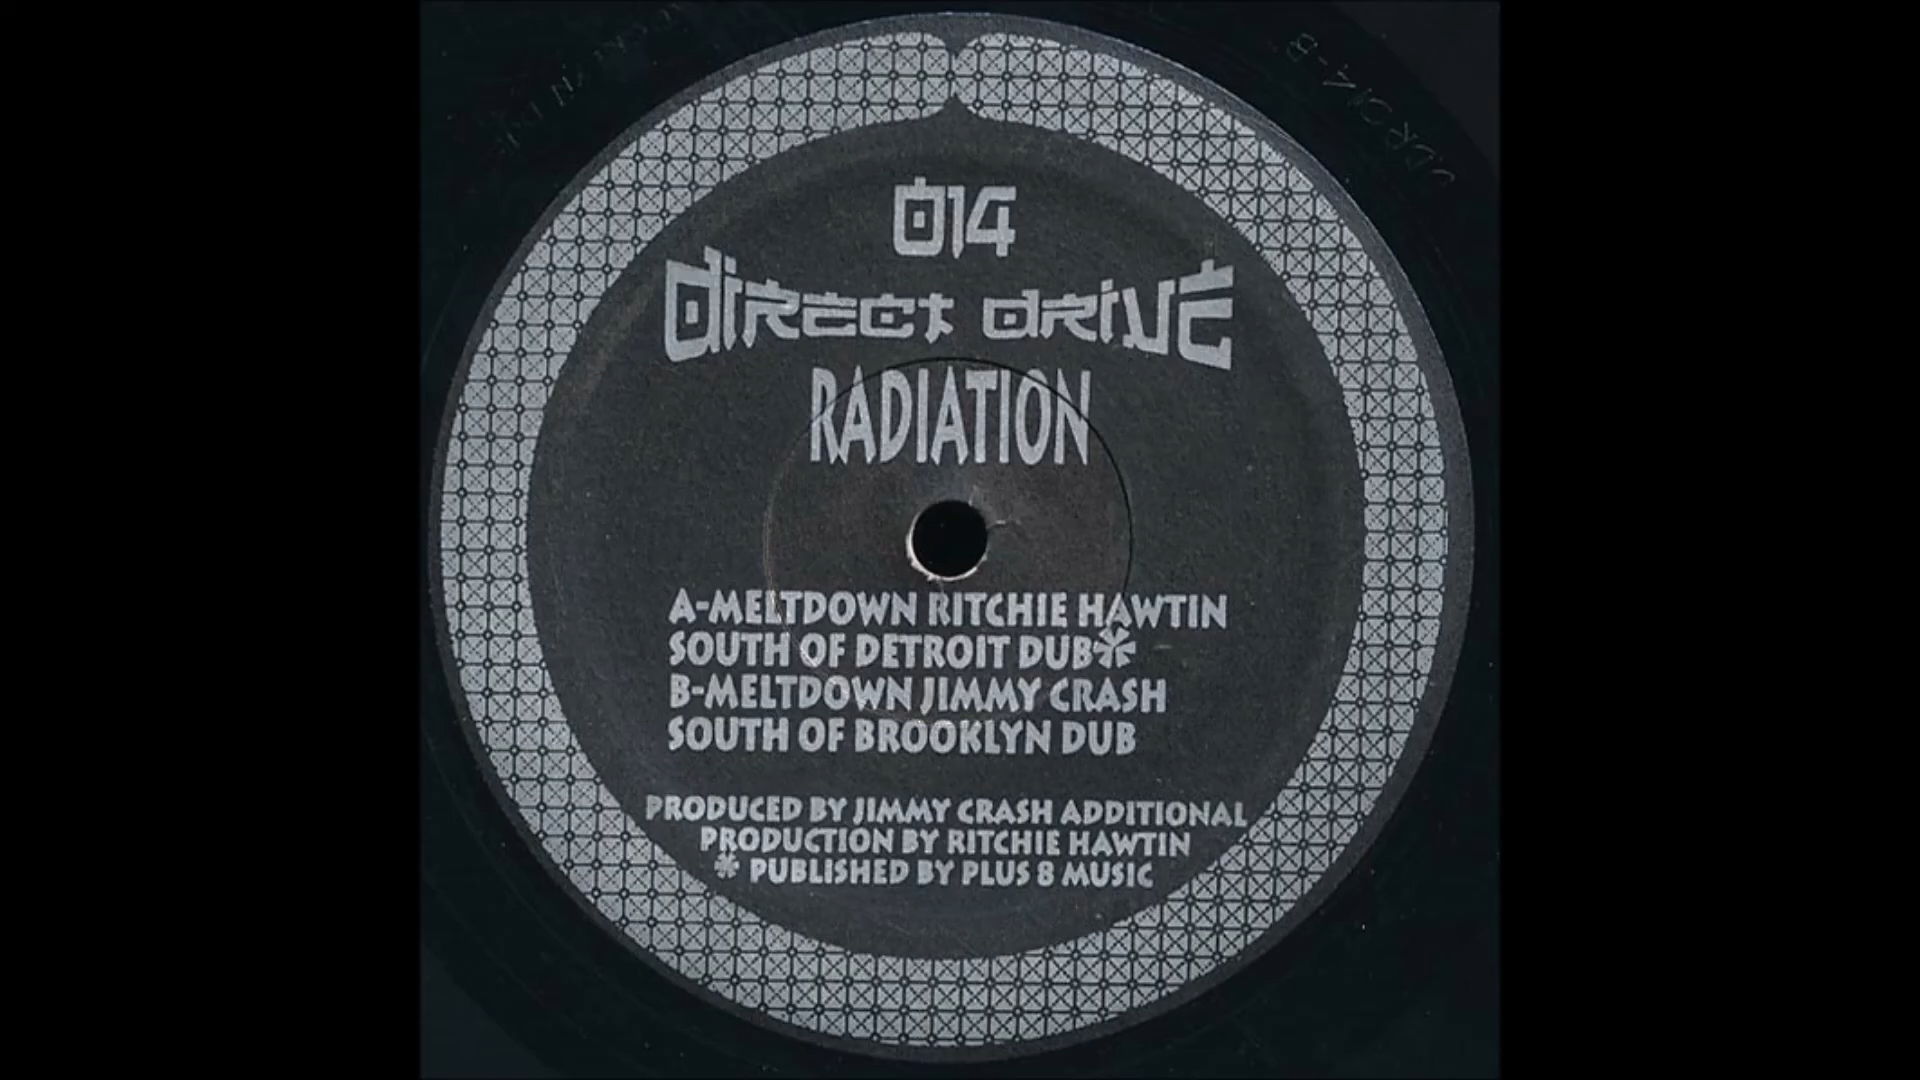 014
DIRECT DRIVE
RADIATION
A-MELTDOWN RITCHIE HAWTIN
SOUTH OF DETROIT DUB*
B-MELTDOWN JIMMY CRASH
SOUTH OF BROOKLYN DUB
PRODUCED BY JIMMY CRASH ADDITIONAL
PRODUCTION BY RITCHIE HAWTIN
* PUBLISHED BY PLUS 8 MUSIC